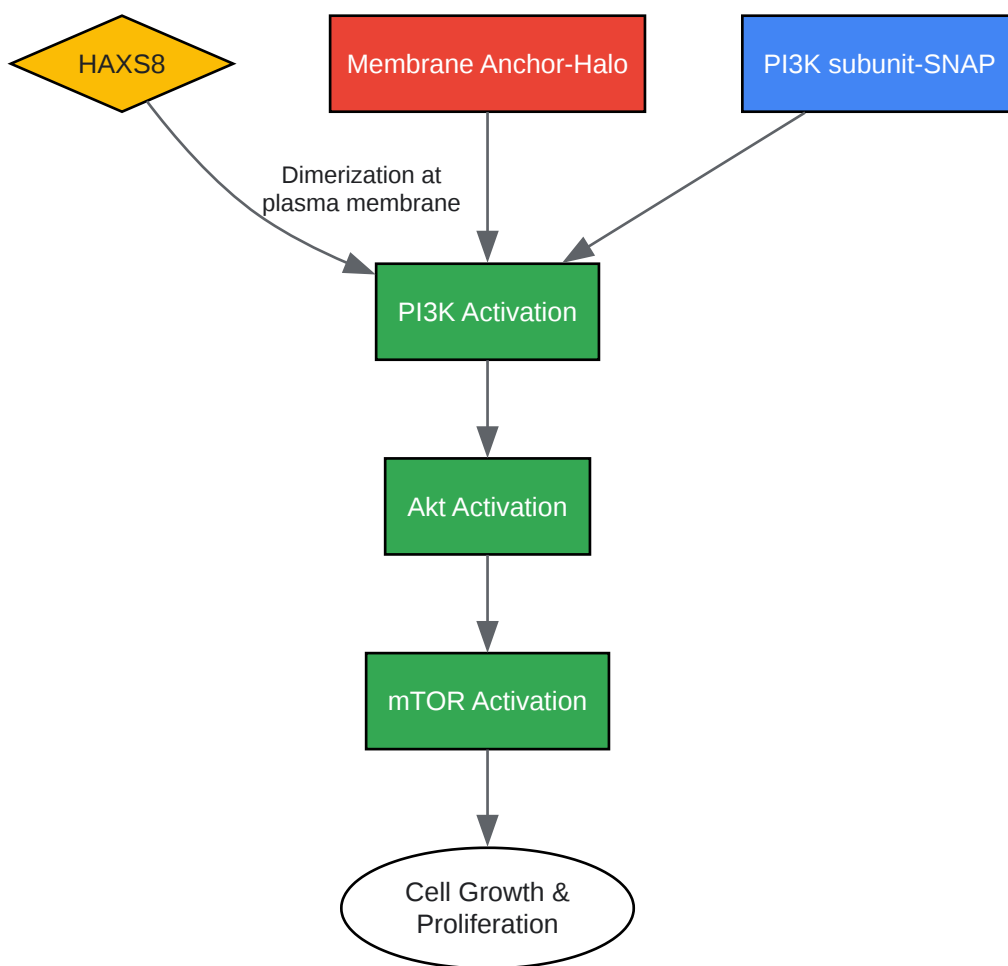 HAXS8
Membrane Anchor-Halo
PI3K subunit-SNAP
Dimerization at
plasma membrane
PI3K Activation
Akt Activation
mTOR Activation
Cell Growth &
Proliferation